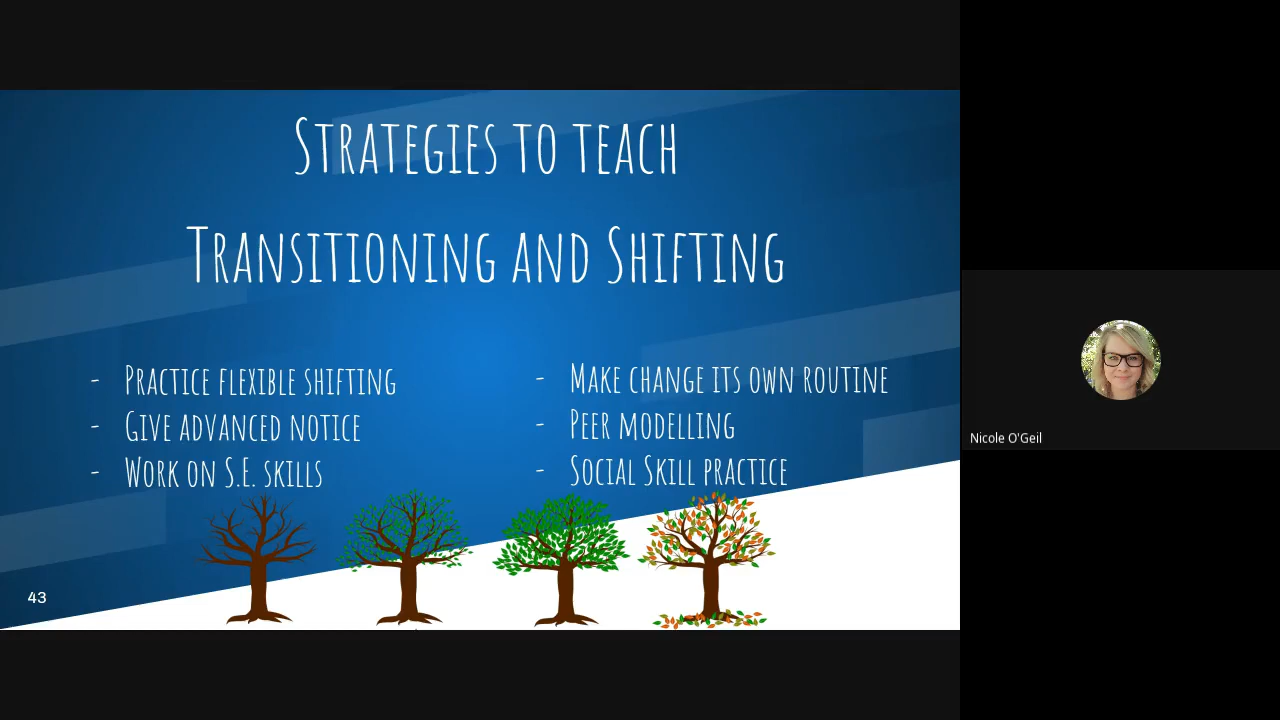 Strategies to teach
Transitioning and Shifting
- Practice flexible shifting
- Give advanced notice
- Work on S.E. skills
- Make change its own routine
- Peer modelling
- Social Skill practice
43
Nicole O'Geil